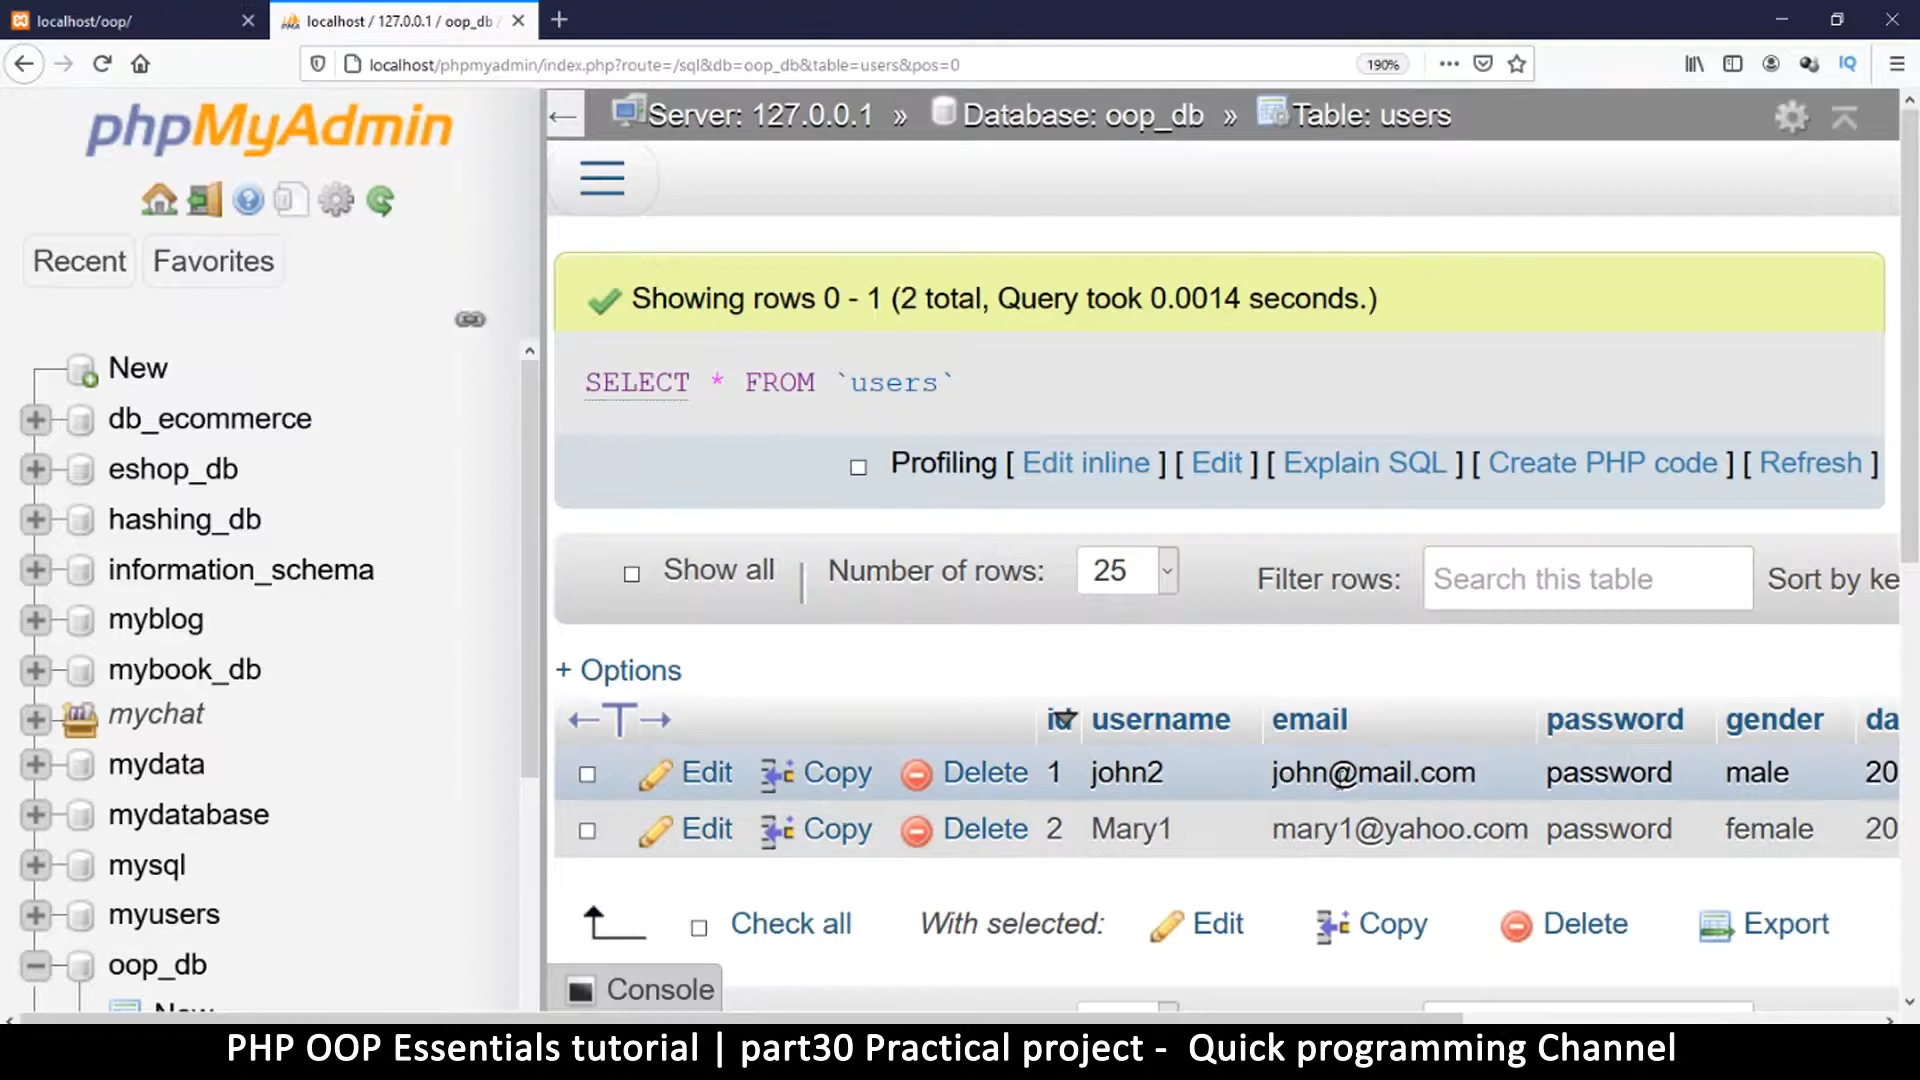 localhost/oop/
localhost / 127.0.0.1 / oop_db /
localhost/phpmyadmin/index.php?route=/sql&db=oop_db&table=users&pos=0
190%
IQ
phpMyAdmin
Recent
Favorites
New
db_ecommerce
eshop_db
hashing_db
information_schema
myblog
mybook_db
mychat
mydata
mydatabase
mysql
myusers
oop_db
New
Server: 127.0.0.1 » Database: oop_db » Table: users
Showing rows 0 - 1 (2 total, Query took 0.0014 seconds.)
SELECT * FROM `users`
Profiling [ Edit inline ] [ Edit ] [ Explain SQL ] [ Create PHP code ] [ Refresh ]
Show all | Number of rows: 25 Filter rows: Search this table Sort by ke
+ Options
←T→ id username email password gender da
Edit Copy Delete 1 john2 john@mail.com password male 20
Edit Copy Delete 2 Mary1 mary1@yahoo.com password female 20
Check all With selected: Edit Copy Delete Export
Console
PHP OOP Essentials tutorial | part30 Practical project - Quick programming Channel